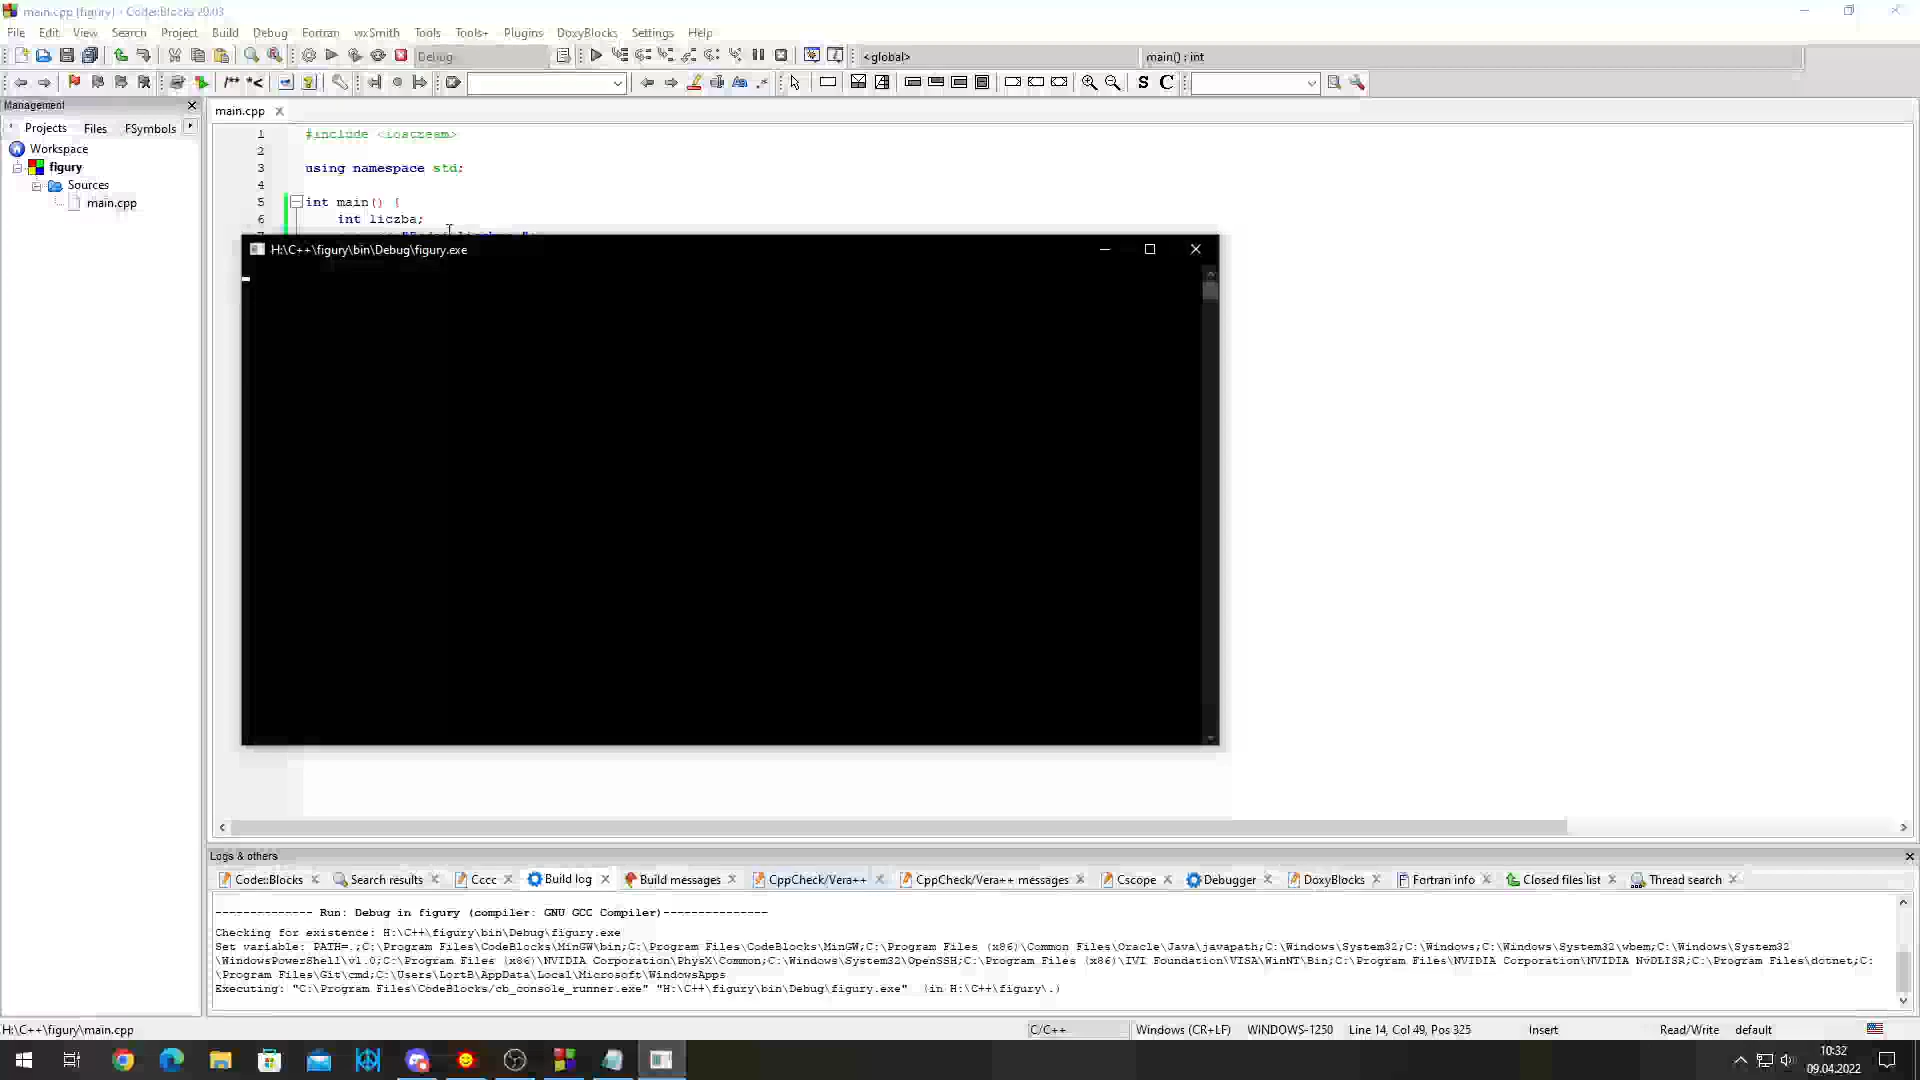 main.cpp [figury] - Code::Blocks 20.03
File Edit View Search Project Build Debug Fortran wxSmith Tools Tools+ Plugins DoxyBlocks Settings Help
Debug <global> main() : int
/** *< S C
Management
Projects Files FSymbols
main.cpp
Workspace
figury
Sources
main.cpp
1 #include <iostream>
2
3 using namespace std;
4
5 int main() {
6 int liczba;
H:\C++\figury\bin\Debug\figury.exe
Logs & others
Code::Blocks Search results Cccc Build log Build messages CppCheck/Vera++ CppCheck/Vera++ messages Cscope Debugger DoxyBlocks Fortran info Closed files list Thread search
-------------- Run: Debug in figury (compiler: GNU GCC Compiler)---------------
Checking for existence: H:\C++\figury\bin\Debug\figury.exe
Set variable: PATH=.;C:\Program Files\CodeBlocks\MinGW\bin;C:\Program Files\CodeBlocks\MinGW;C:\Program Files (x86)\Common Files\Oracle\Java\javapath;C:\Windows\System32;C:\Windows;C:\Windows\System32\wbem;C:\Windows\System32
\WindowsPowerShell\v1.0;C:\Program Files (x86)\NVIDIA Corporation\PhysX\Common;C:\Windows\System32\OpenSSH;C:\Program Files (x86)\IVI Foundation\VISA\WinNT\Bin;C:\Program Files\NVIDIA Corporation\NVIDIA NvDLISR;C:\Program Files\dotnet;C:
\Program Files\Git\cmd;C:\Users\LortB\AppData\Local\Microsoft\WindowsApps
Executing: "C:\Program Files\CodeBlocks/cb_console_runner.exe" "H:\C++\figury\bin\Debug\figury.exe" (in H:\C++\figury\.)
H:\C++\figury\main.cpp C/C++ Windows (CR+LF) WINDOWS-1250 Line 14, Col 49, Pos 325 Insert Read/Write default
10:32
09.04.2022